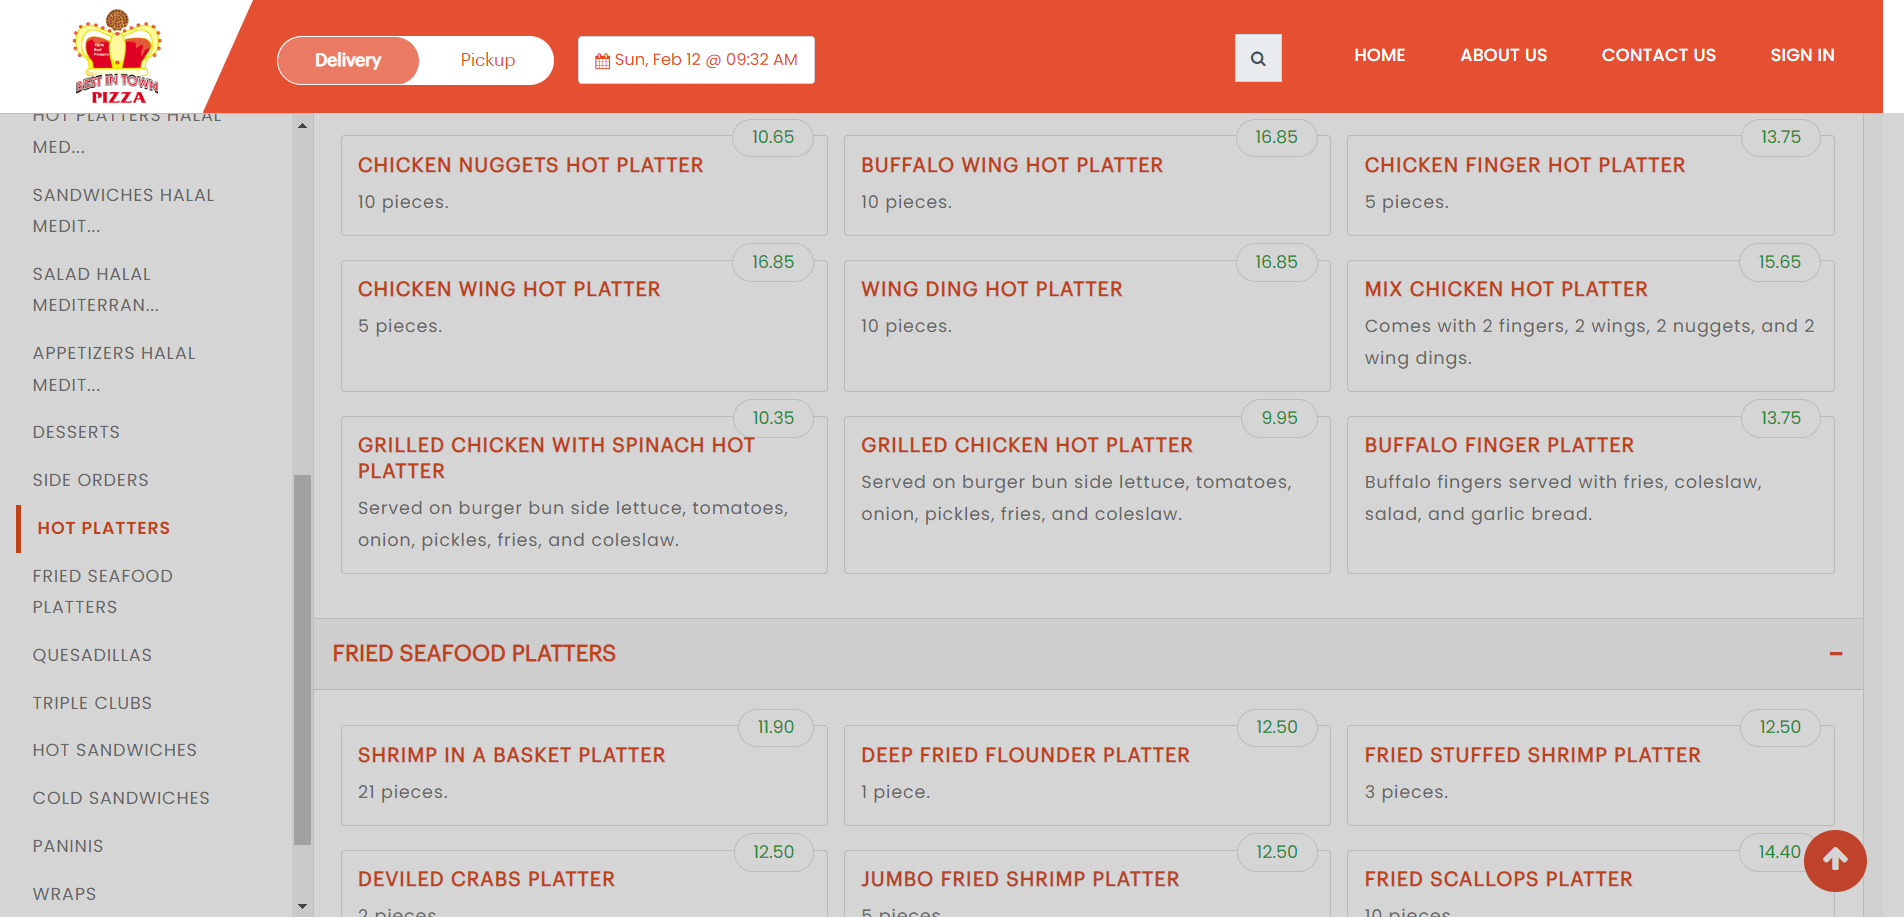 BEST IN TOWN
PIZZA
Delivery
Pickup
Sun, Feb 12 @ 09:32 AM
HOME
ABOUT US
CONTACT US
SIGN IN
HOT PLATTERS HALAL
MED...
SANDWICHES HALAL
MEDIT...
SALAD HALAL
MEDITERRAN...
APPETIZERS HALAL
MEDIT...
DESSERTS
SIDE ORDERS
HOT PLATTERS
FRIED SEAFOOD
PLATTERS
QUESADILLAS
TRIPLE CLUBS
HOT SANDWICHES
COLD SANDWICHES
PANINIS
WRAPS
10.65
CHICKEN NUGGETS HOT PLATTER
10 pieces.
16.85
BUFFALO WING HOT PLATTER
10 pieces.
13.75
CHICKEN FINGER HOT PLATTER
5 pieces.
16.85
CHICKEN WING HOT PLATTER
5 pieces.
16.85
WING DING HOT PLATTER
10 pieces.
15.65
MIX CHICKEN HOT PLATTER
Comes with 2 fingers, 2 wings, 2 nuggets, and 2
wing dings.
10.35
GRILLED CHICKEN WITH SPINACH HOT
PLATTER
Served on burger bun side lettuce, tomatoes,
onion, pickles, fries, and coleslaw.
9.95
GRILLED CHICKEN HOT PLATTER
Served on burger bun side lettuce, tomatoes,
onion, pickles, fries, and coleslaw.
13.75
BUFFALO FINGER PLATTER
Buffalo fingers served with fries, coleslaw,
salad, and garlic bread.
FRIED SEAFOOD PLATTERS
11.90
SHRIMP IN A BASKET PLATTER
21 pieces.
12.50
DEEP FRIED FLOUNDER PLATTER
1 piece.
12.50
FRIED STUFFED SHRIMP PLATTER
3 pieces.
12.50
DEVILED CRABS PLATTER
2 pieces
12.50
JUMBO FRIED SHRIMP PLATTER
5 pieces
14.40
FRIED SCALLOPS PLATTER
10 pieces